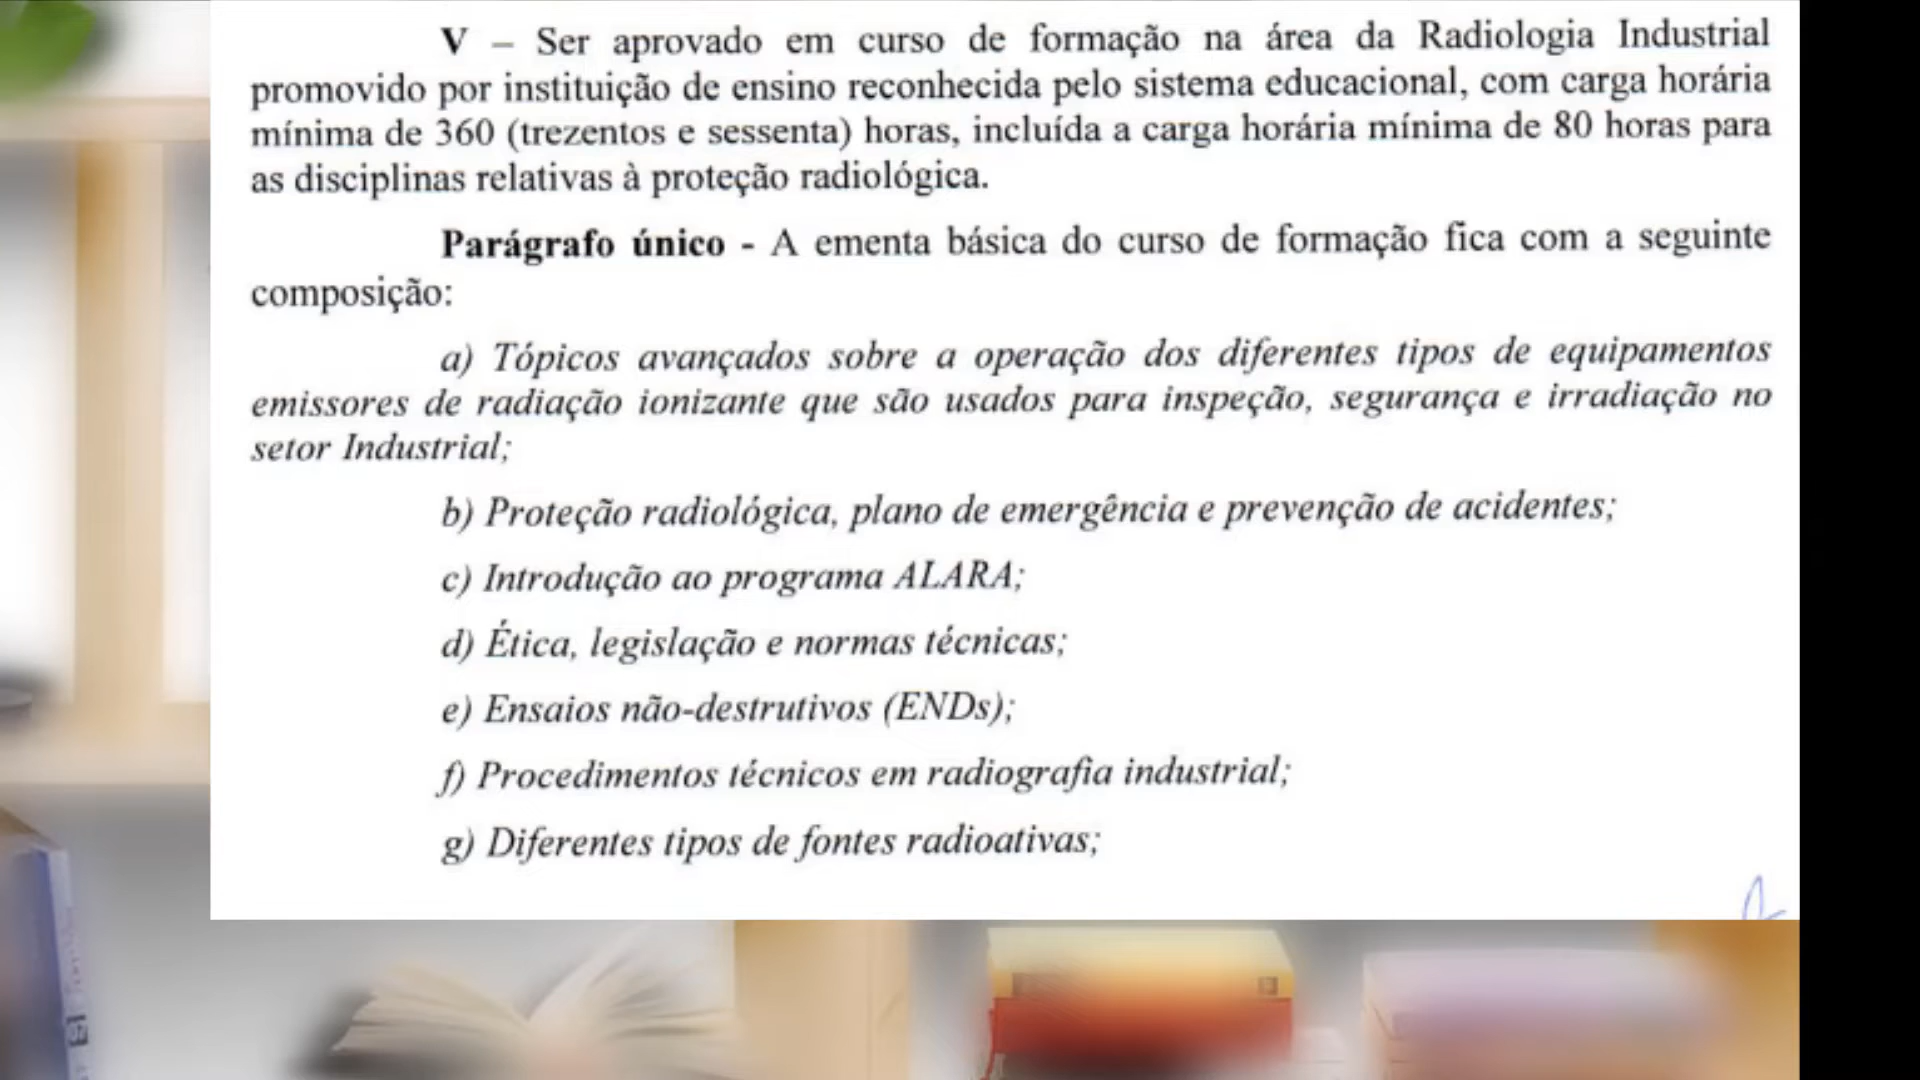 V – Ser aprovado em curso de formação na área da Radiologia Industrial
promovido por instituição de ensino reconhecida pelo sistema educacional, com carga horária
mínima de 360 (trezentos e sessenta) horas, incluída a carga horária mínima de 80 horas para
as disciplinas relativas à proteção radiológica.
Parágrafo único - A ementa básica do curso de formação fica com a seguinte
composição:
a) Tópicos avançados sobre a operação dos diferentes tipos de equipamentos
emissores de radiação ionizante que são usados para inspeção, segurança e irradiação no
setor Industrial;
b) Proteção radiológica, plano de emergência e prevenção de acidentes;
c) Introdução ao programa ALARA;
d) Ética, legislação e normas técnicas;
e) Ensaios não-destrutivos (ENDs);
f) Procedimentos técnicos em radiografia industrial;
g) Diferentes tipos de fontes radioativas;